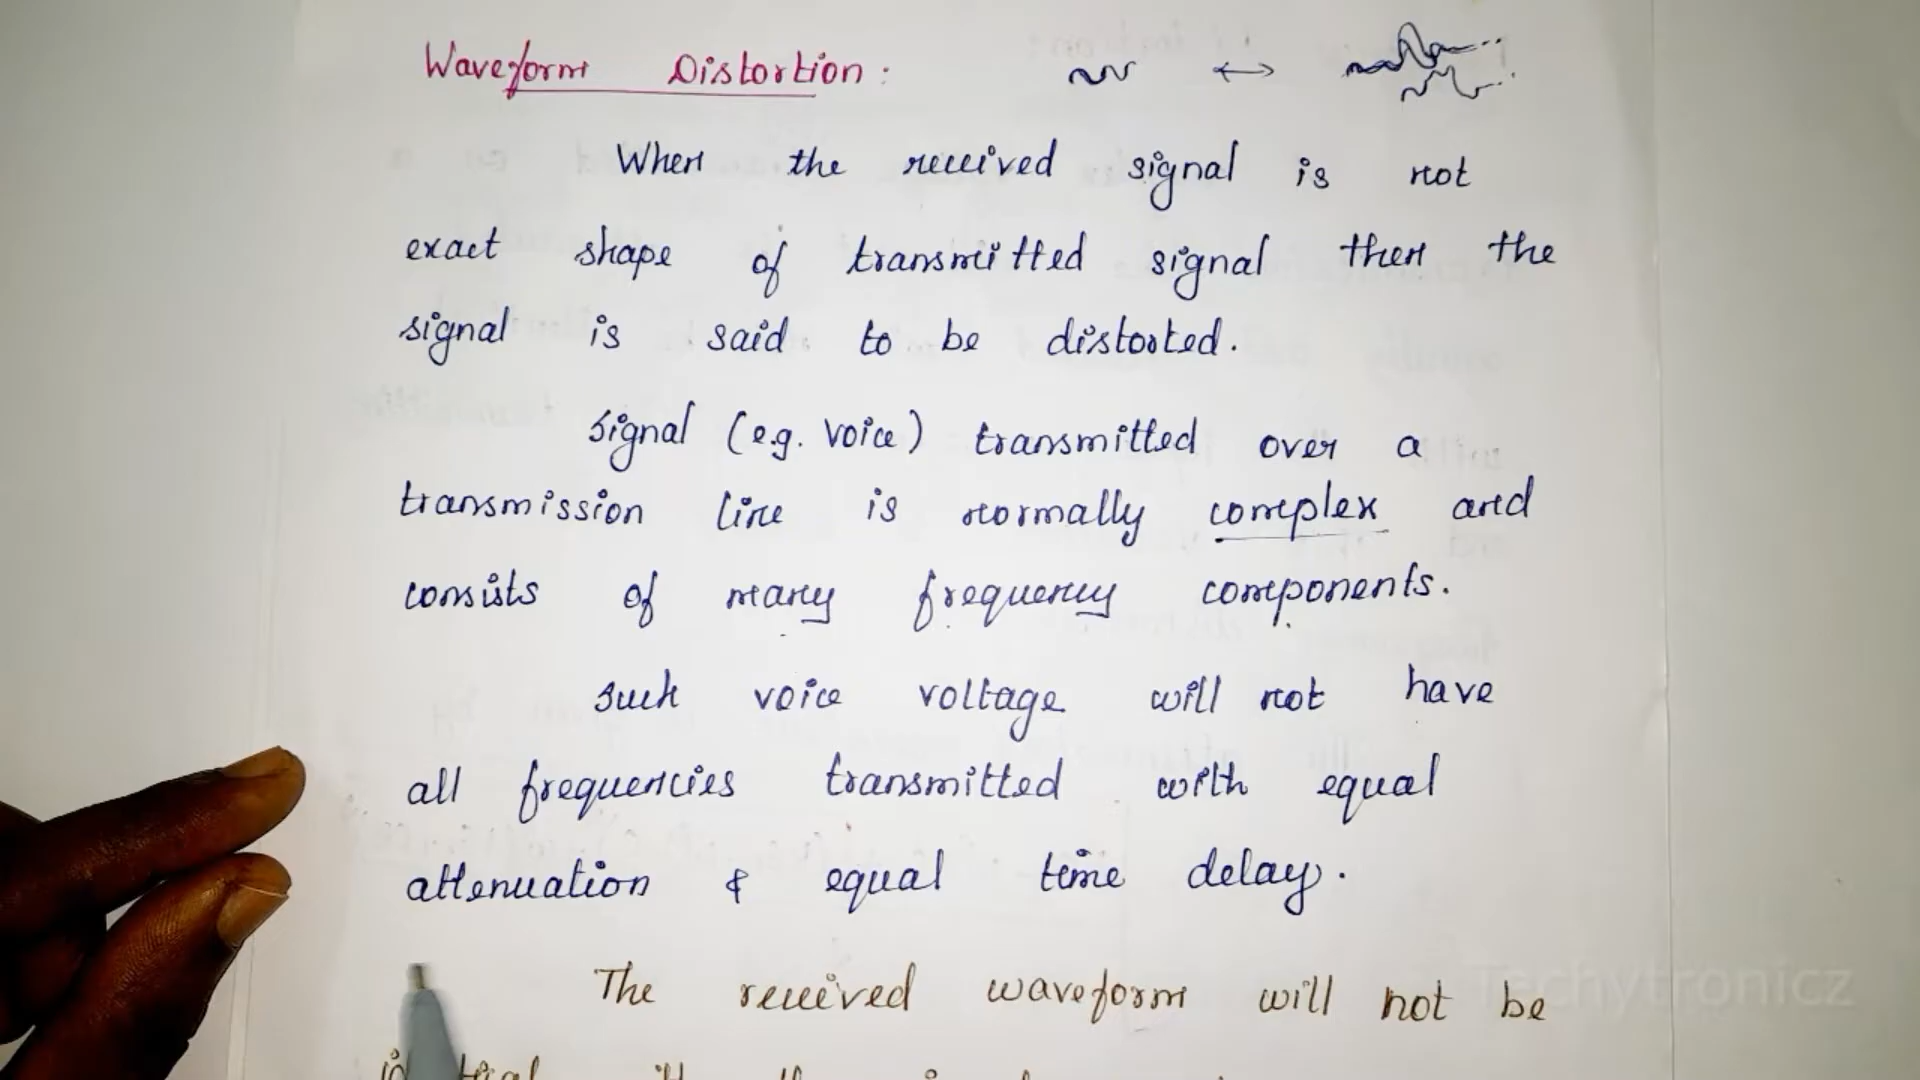 Waveform Distortion :
When the received signal is not
exact shape of transmitted signal then the
signal is said to be distorted.
Signal (e.g. voice) transmitted over a
transmission line is normally complex and
consists of many frequency components.
Such voice voltage will not have
all frequencies transmitted with equal
attenuation & equal time delay.
The received waveform will not be
Techytronicz